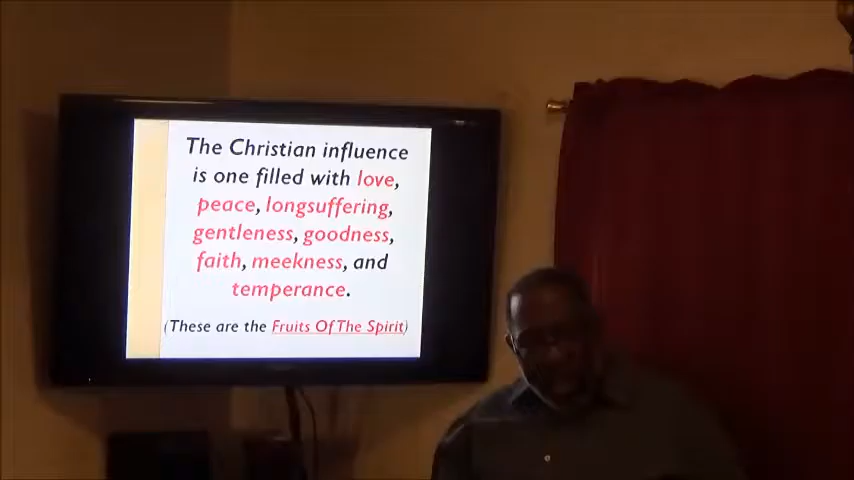 The Christian influence
is one filled with love,
peace, longsuffering,
gentleness, goodness,
faith, meekness, and
temperance.
(These are the Fruits Of The Spirit)